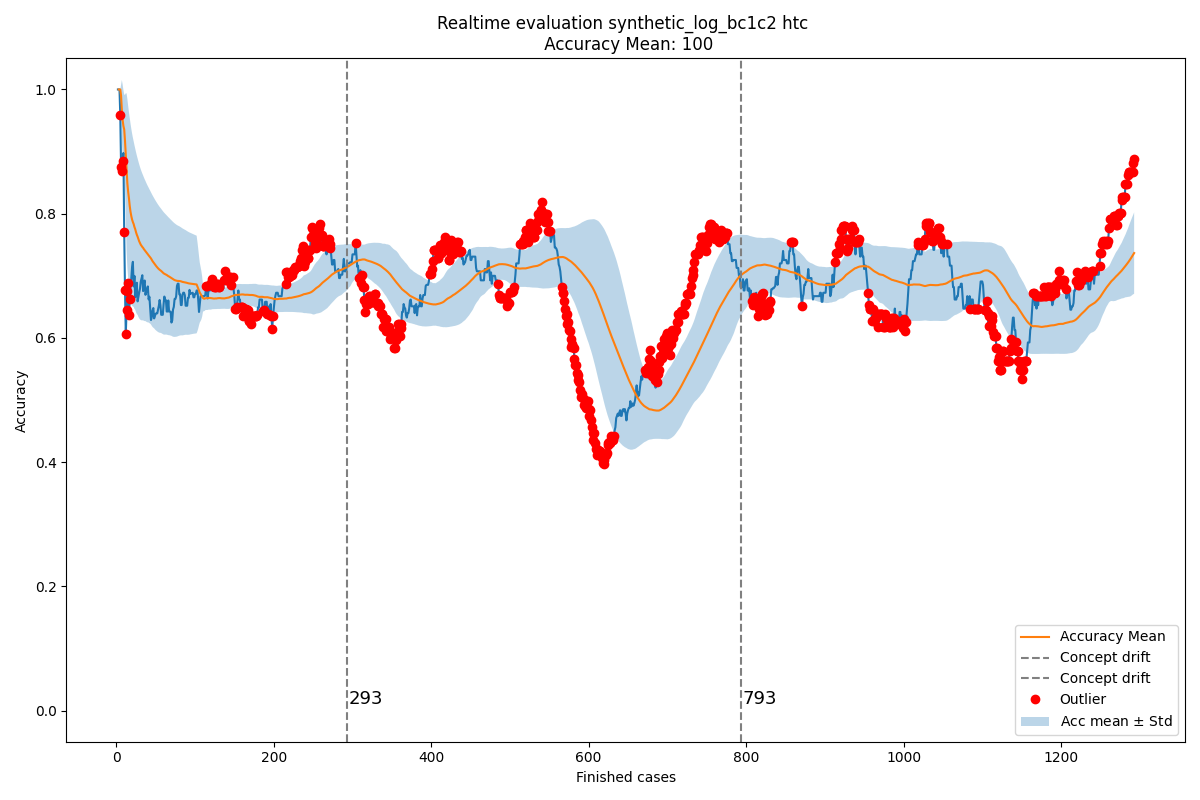 Realtime evaluation synthetic_log_bc1c2 htc
Accuracy Mean: 100
Accuracy
1.0
0.8
0.6
0.4
0.2
0.0
293
793
Accuracy Mean
Concept drift
Concept drift
Outlier
Acc mean ± Std
0
200
400
600
800
1000
1200
Finished cases